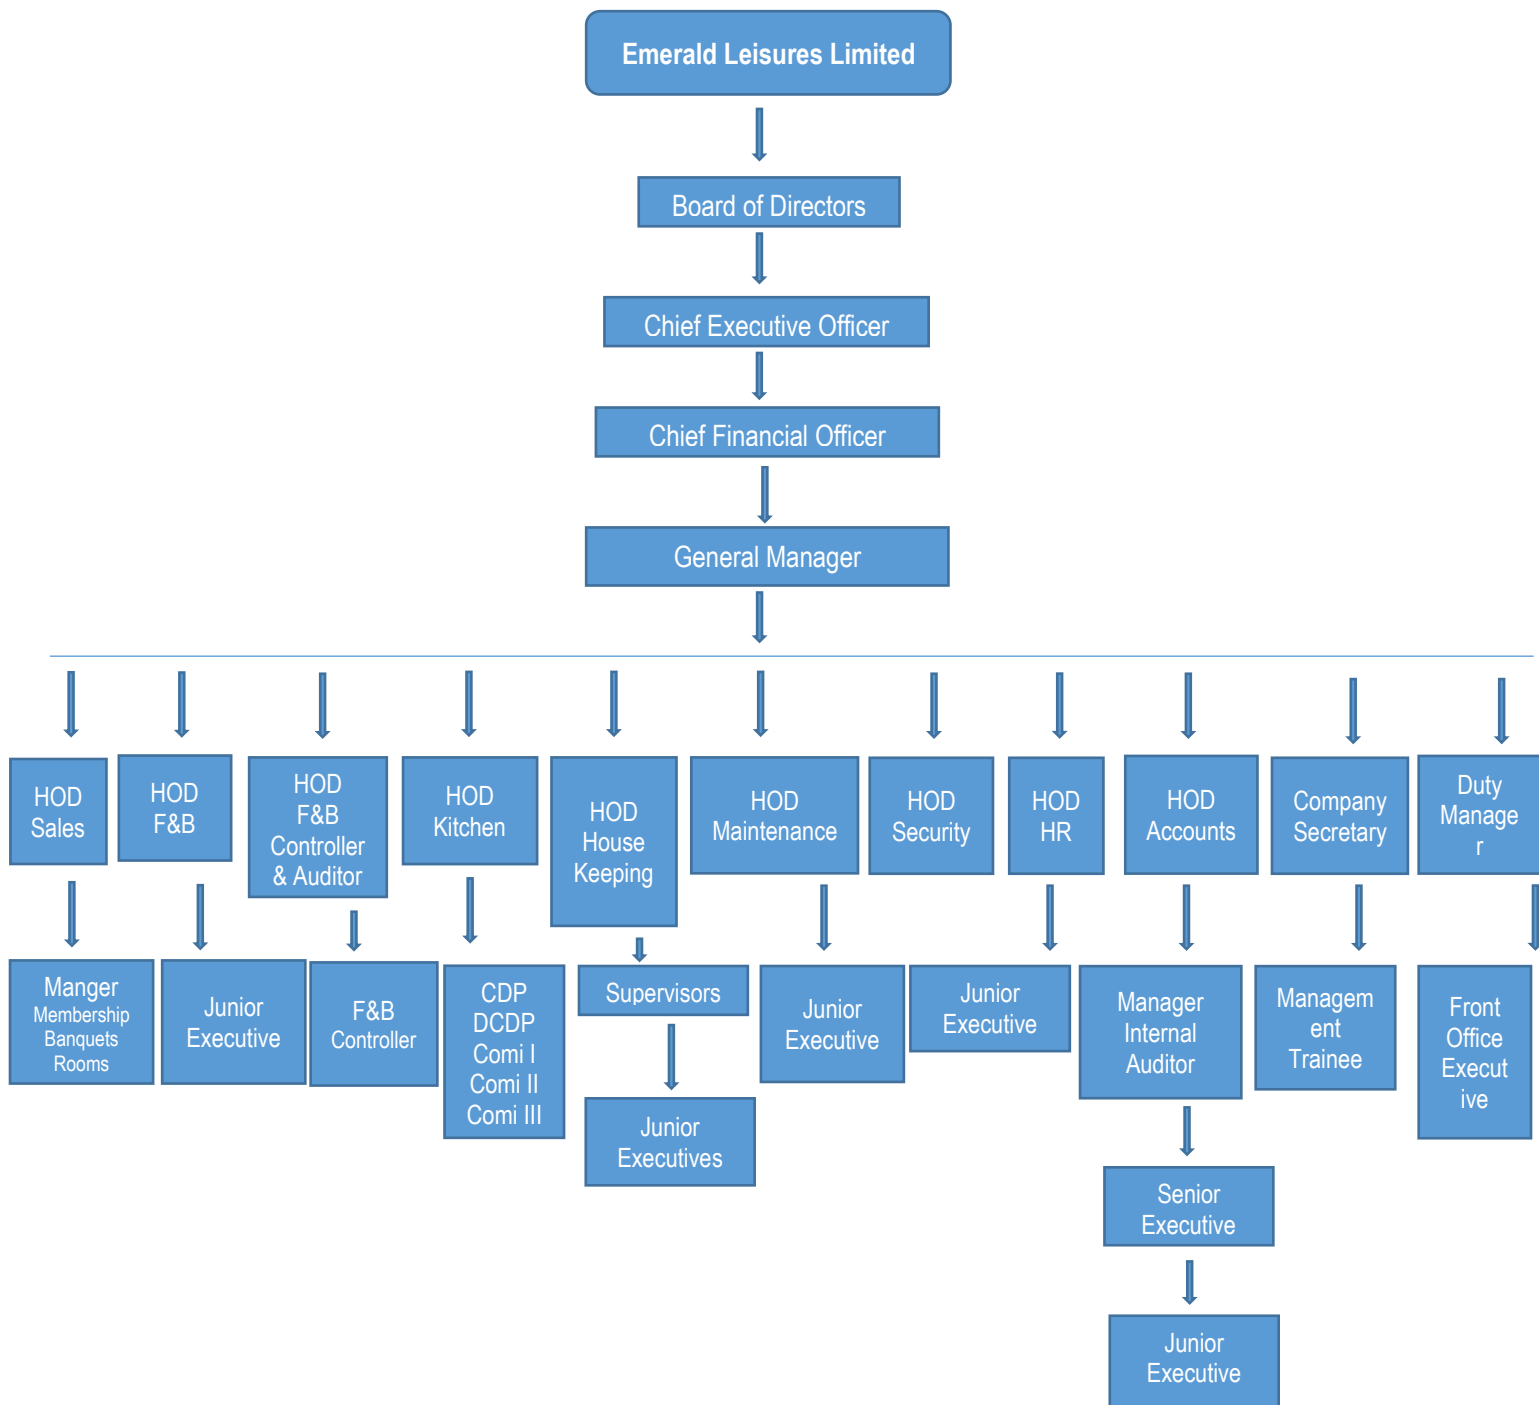 Emerald Leisures Limited
Board of Directors
Chief Executive Officer
Chief Financial Officer
General Manager
HOD
Sales
HOD
F&B
HOD
F&B
Controller
& Auditor
HOD
Kitchen
HOD
House
Keeping
HOD
Maintenance
HOD
Security
HOD
HR
HOD
Accounts
Company
Secretary
Duty
Manage
r
Manger
Membership
Banquets
Rooms
Junior
Executive
F&B
Controller
CDP
DCDP
Comi I
Comi II
Comi III
Supervisors
Junior
Executives
Junior
Executive
Junior
Executive
Manager
Internal
Auditor
Managem
ent
Trainee
Front
Office
Execut
ive
Senior
Executive
Junior
Executive